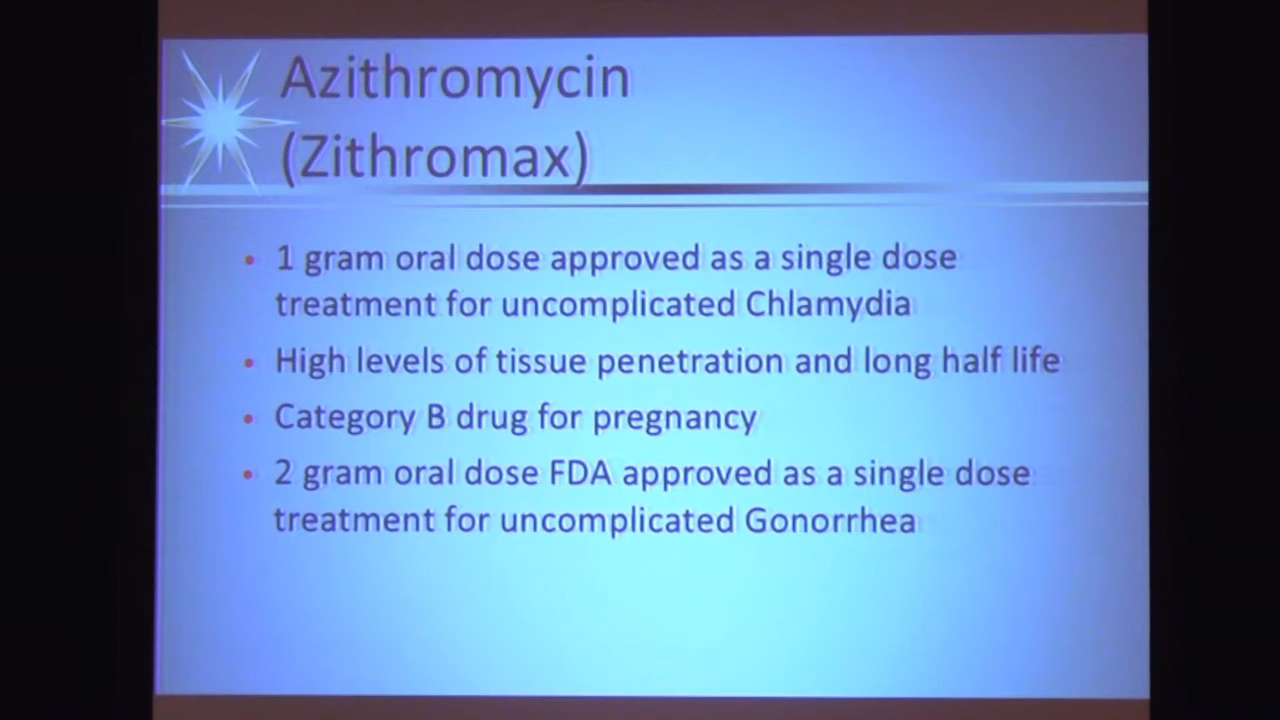 Azithromycin
(Zithromax)
• 1 gram oral dose approved as a single dose
treatment for uncomplicated Chlamydia
• High levels of tissue penetration and long half life
• Category B drug for pregnancy
• 2 gram oral dose FDA approved as a single dose
treatment for uncomplicated Gonorrhea